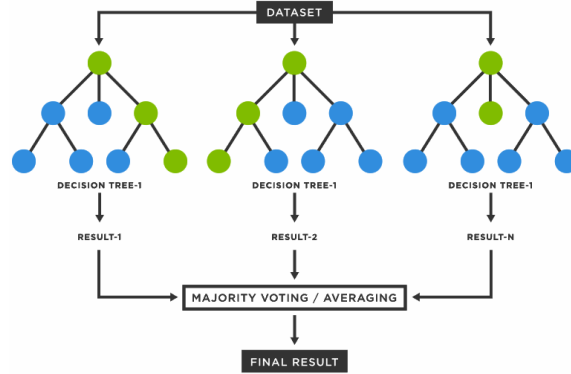 DATASET
DECISION TREE-1
DECISION TREE-1
DECISION TREE-1
RESULT-1
RESULT-2
RESULT-N
MAJORITY VOTING / AVERAGING
FINAL RESULT